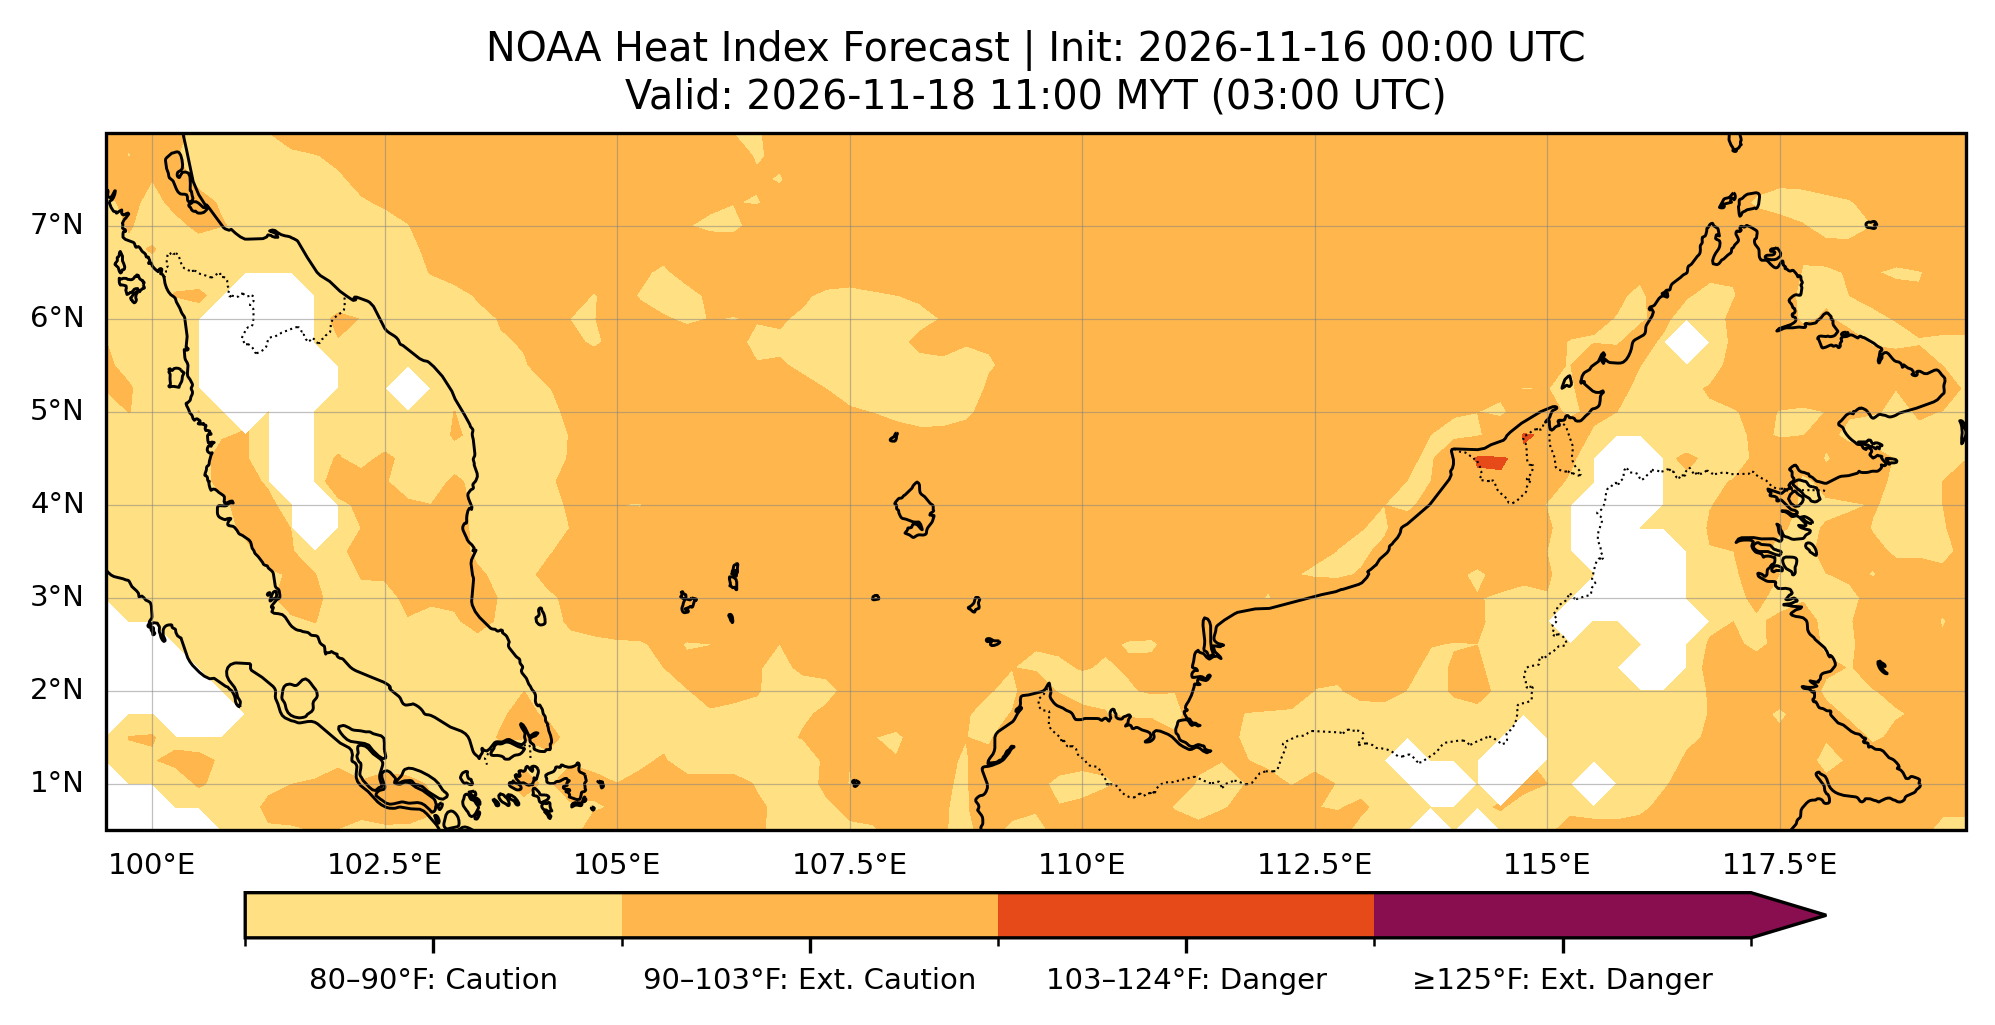 NOAA Heat Index Forecast | Init: 2026-11-16 00:00 UTC
Valid: 2026-11-18 11:00 MYT (03:00 UTC)
7°N
6°N
5°N
4°N
3°N
2°N
1°N
100°E 102.5°E 105°E 107.5°E 110°E 112.5°E 115°E 117.5°E
80–90°F: Caution 90–103°F: Ext. Caution 103–124°F: Danger ≥125°F: Ext. Danger